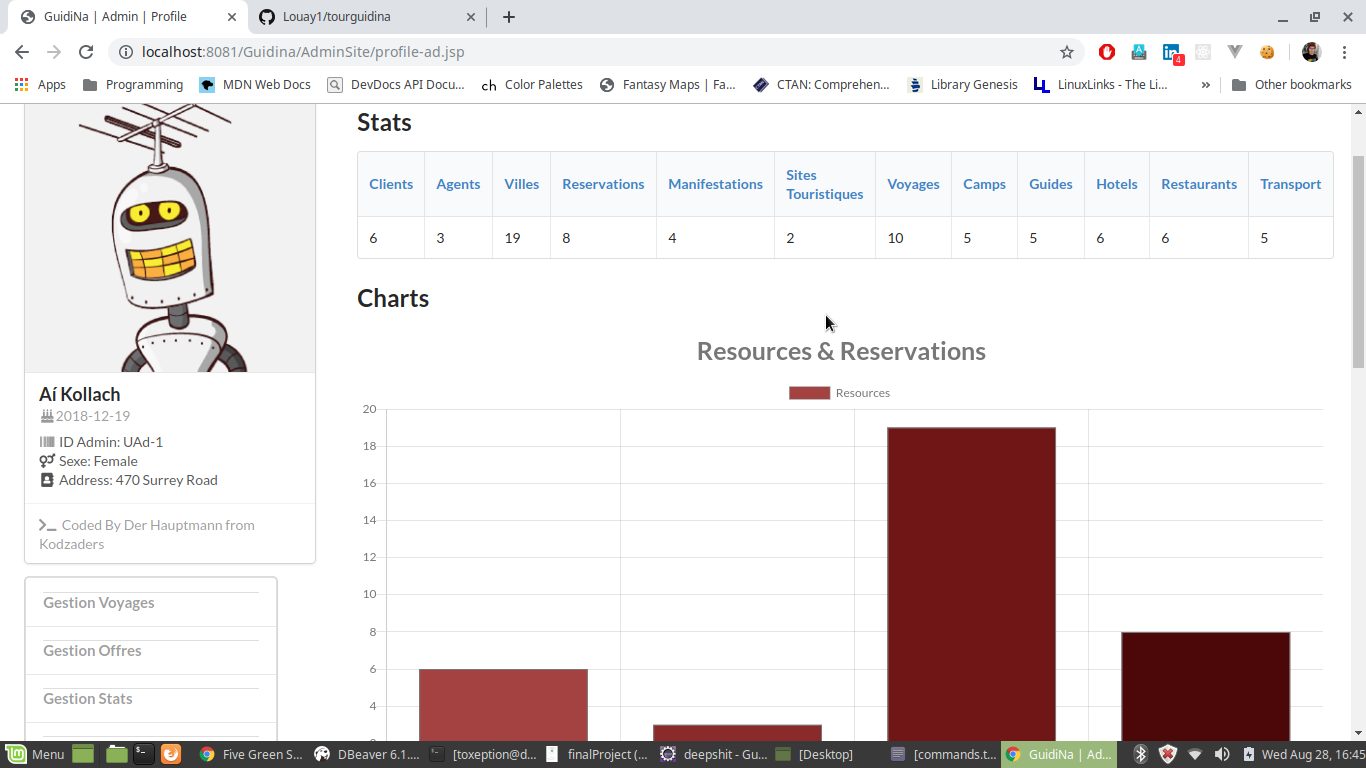 GuidiNa | Admin | Profile
Louay1/tourguidina
localhost:8081/Guidina/AdminSite/profile-ad.jsp
4
Apps
Programming
MDN Web Docs
DevDocs API Docu...
ch Color Palettes
Fantasy Maps | Fa...
CTAN: Comprehen...
Library Genesis
LinuxLinks - The Li...
»
Other bookmarks
Aí Kollach
2018-12-19
ID Admin: UAd-1
Sexe: Female
Address: 470 Surrey Road
Coded By Der Hauptmann from
Kodzaders
Gestion Voyages
Gestion Offres
Gestion Stats
Stats
Clients Agents Villes Reservations Manifestations Sites Touristiques Voyages Camps Guides Hotels Restaurants Transport
6 3 19 8 4 2 10 5 5 6 6 5
Charts
Resources & Reservations
Resources
20
18
16
14
12
10
8
6
4
Menu
Five Green S...
DBeaver 6.1....
[toxeption@d...
finalProject (...
deepshit - Gu...
[Desktop]
[commands.t...
GuidiNa | Ad...
Wed Aug 28, 16:45